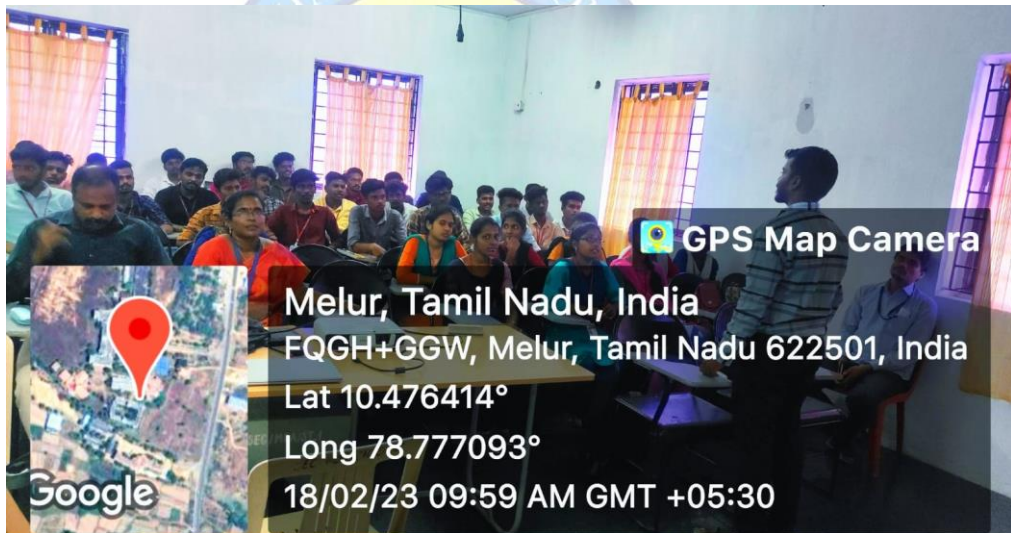 GPS Map Camera
Melur, Tamil Nadu, India
FQGH+GGW, Melur, Tamil Nadu 622501, India
Lat 10.476414°
Long 78.777093°
18/02/23 09:59 AM GMT +05:30
Google